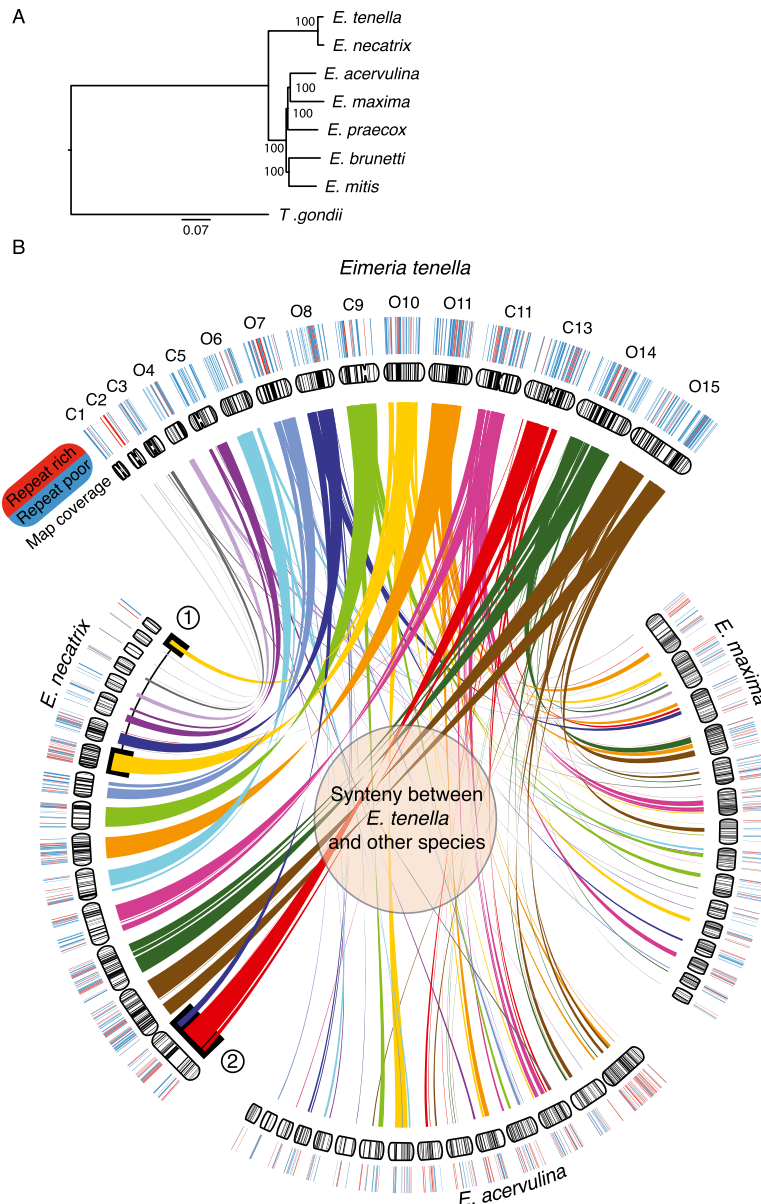 A
100
E. tenella
E. necatrix
E. acervulina
100
E. maxima
100
E. praecox
100
E. brunetti
100
E. mitis
T .gondii
0.07
B
Eimeria tenella
C1
C2
C3
O4
C5
O6
O7
O8
C9
O10
O11
C11
C13
O14
O15
Repeat rich
Repeat poor
Map coverage
1
E. necatrix
E. maxima
Synteny between
E. tenella
and other species
2
E. acervulina